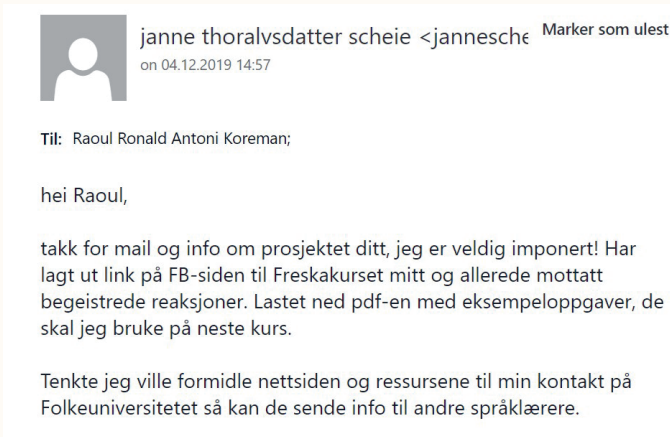 janne thoralvsdatter scheie <jannesche Marker som ulest
on 04.12.2019 14:57
Til: Raoul Ronald Antoni Koreman;
hei Raoul,
takk for mail og info om prosjektet ditt, jeg er veldig imponert! Har
lagt ut link på FB-siden til Freskakurset mitt og allerede mottatt
begeistrede reaksjoner. Lastet ned pdf-en med eksempeloppgaver, de
skal jeg bruke på neste kurs.
Tenkte jeg ville formidle nettsiden og ressursene til min kontakt på
Folkeuniversitetet så kan de sende info til andre språklærere.